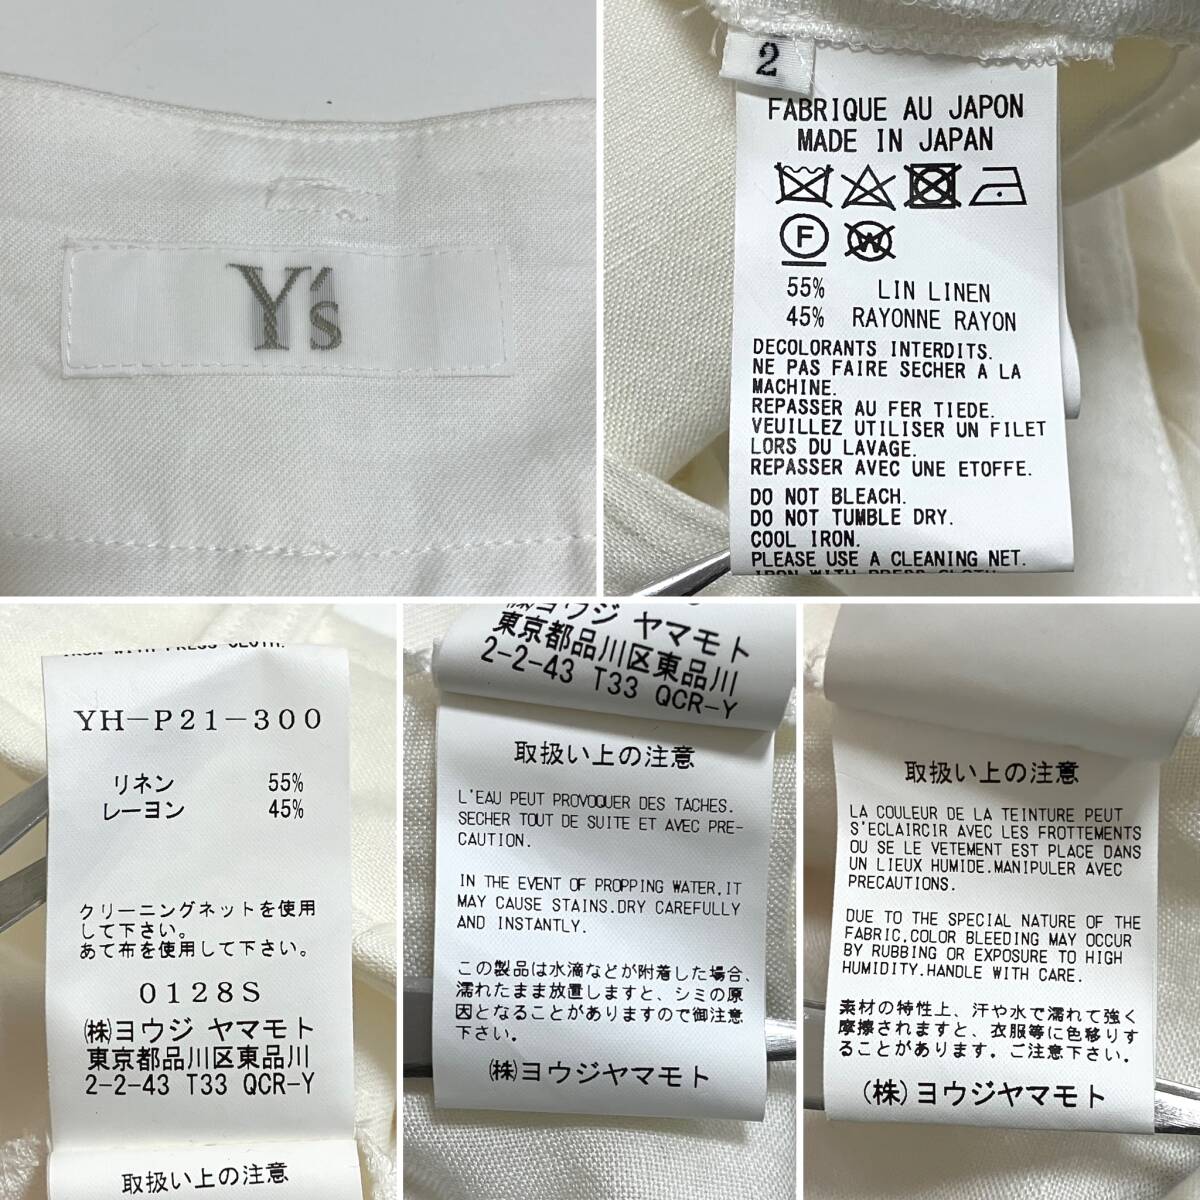 Y's
2
FABRIQUE AU JAPON
MADE IN JAPAN
F W
55% LIN LINEN
45% RAYONNE RAYON
DECOLORANTS INTERDITS.
NE PAS FAIRE SECHER A LA
MACHINE.
REPASSER AU FER TIEDE.
VEUILLEZ UTILISER UN FILET
LORS DU LAVAGE.
REPASSER AVEC UNE ETOFFE.
DO NOT BLEACH.
DO NOT TUMBLE DRY.
COOL IRON.
PLEASE USE A CLEANING NET.
IRON WITH PRESS CLOTH.
IRON WITH PRESS CLOTH.
YH-P21-300
リネン 55%
レーヨン 45%
クリーニングネットを使用
して下さい。
あて布を使用して下さい。
0128S
㈱ヨウジ ヤマモト
東京都品川区東品川
2-2-43 T33 QCR-Y
取扱い上の注意
㈱ヨウジ ヤマモト
東京都品川区東品川
2-2-43 T33 QCR-Y
取扱い上の注意
L'EAU PEUT PROVOQUER DES TACHES.
SECHER TOUT DE SUITE ET AVEC PRE-
CAUTION.
IN THE EVENT OF PROPPING WATER,IT
MAY CAUSE STAINS.DRY CAREFULLY
AND INSTANTLY.
この製品は水滴などが附着した場合、
濡れたまま放置しますと、シミの原
因となることがありますので御注意
下さい。
㈱ヨウジヤマモト
取扱い上の注意
LA COULEUR DE LA TEINTURE PEUT
S'ECLAIRCIR AVEC LES FROTTEMENTS
OU SE LE VETEMENT EST PLACE DANS
UN LIEUX HUMIDE.MANIPULER AVEC
PRECAUTIONS.
DUE TO THE SPECIAL NATURE OF THE
FABRIC,COLOR BLEEDING MAY OCCUR
BY RUBBING OR EXPOSURE TO HIGH
HUMIDITY.HANDLE WITH CARE.
素材の特性上、汗や水で濡れて強く
摩擦されますと、衣服等に色移りす
ることがあります。ご注意下さい。
(株)ヨウジヤマモト